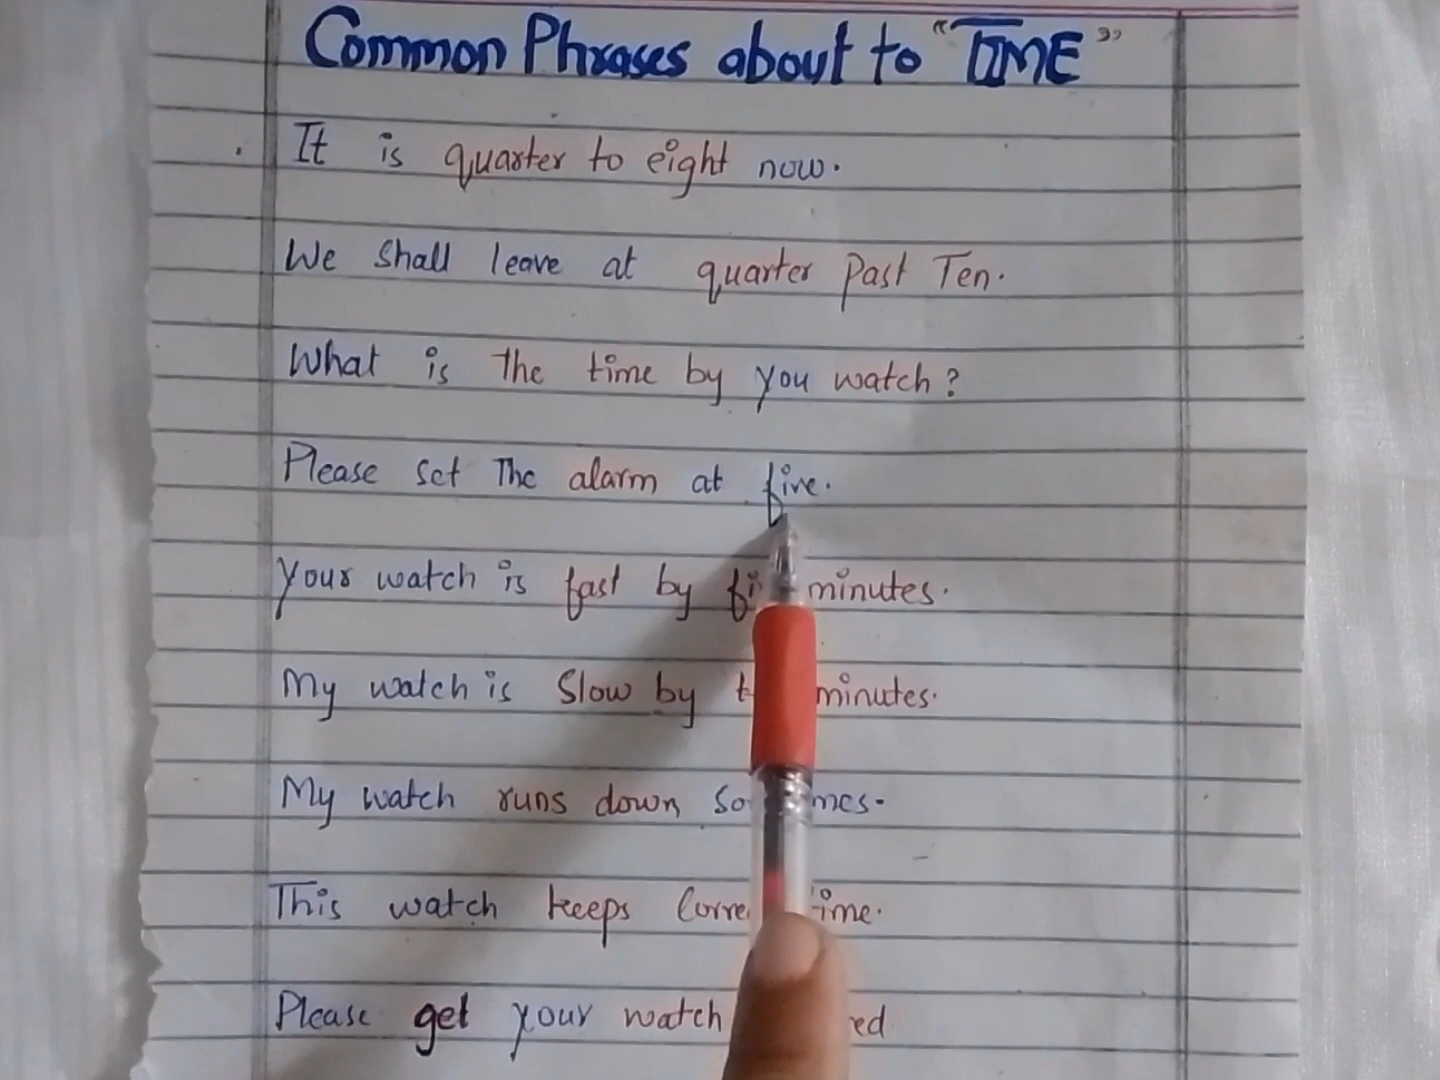 Common Phrases about to "TIME"
It is quarter to eight now.
We Shall leave at quarter Past Ten.
What is the time by you watch?
Please set The alarm at five.
Your watch is fast by minutes.
My watch is Slow by minutes.
My watch runs down
This watch keeps
Please get your watch